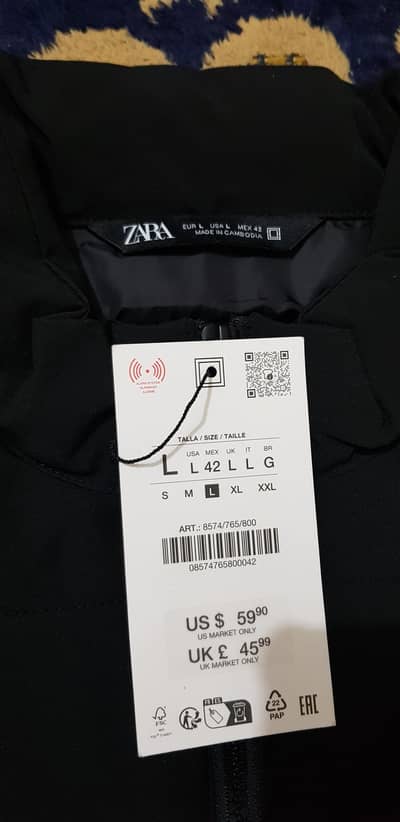 ZARA
EUR L USA L MEX 42
MADE IN CAMBODIA
TALLA / SIZE / TAILLE
USA MEX UK IT BR
L L 42 L L G
S M L XL XXL
ART.: 8574/765/800
08574765800042
US $ 59.90
US MARKET ONLY
UK £ 45.99
UK MARKET ONLY
FSC
FR
22
PAP
EAC